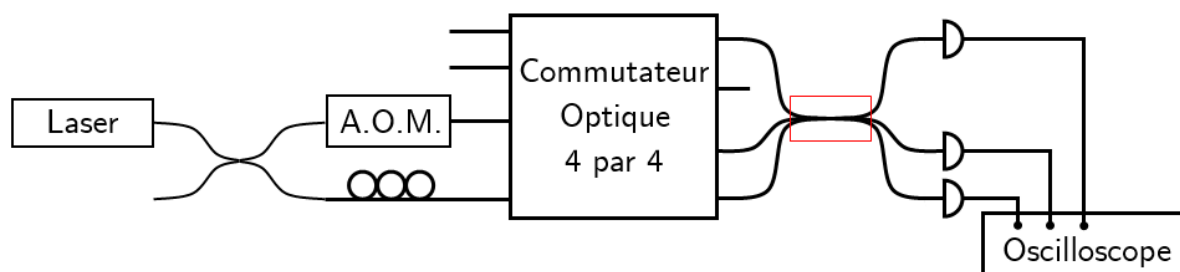 Laser
A.O.M.
Commutateur
Optique
4 par 4
Oscilloscope